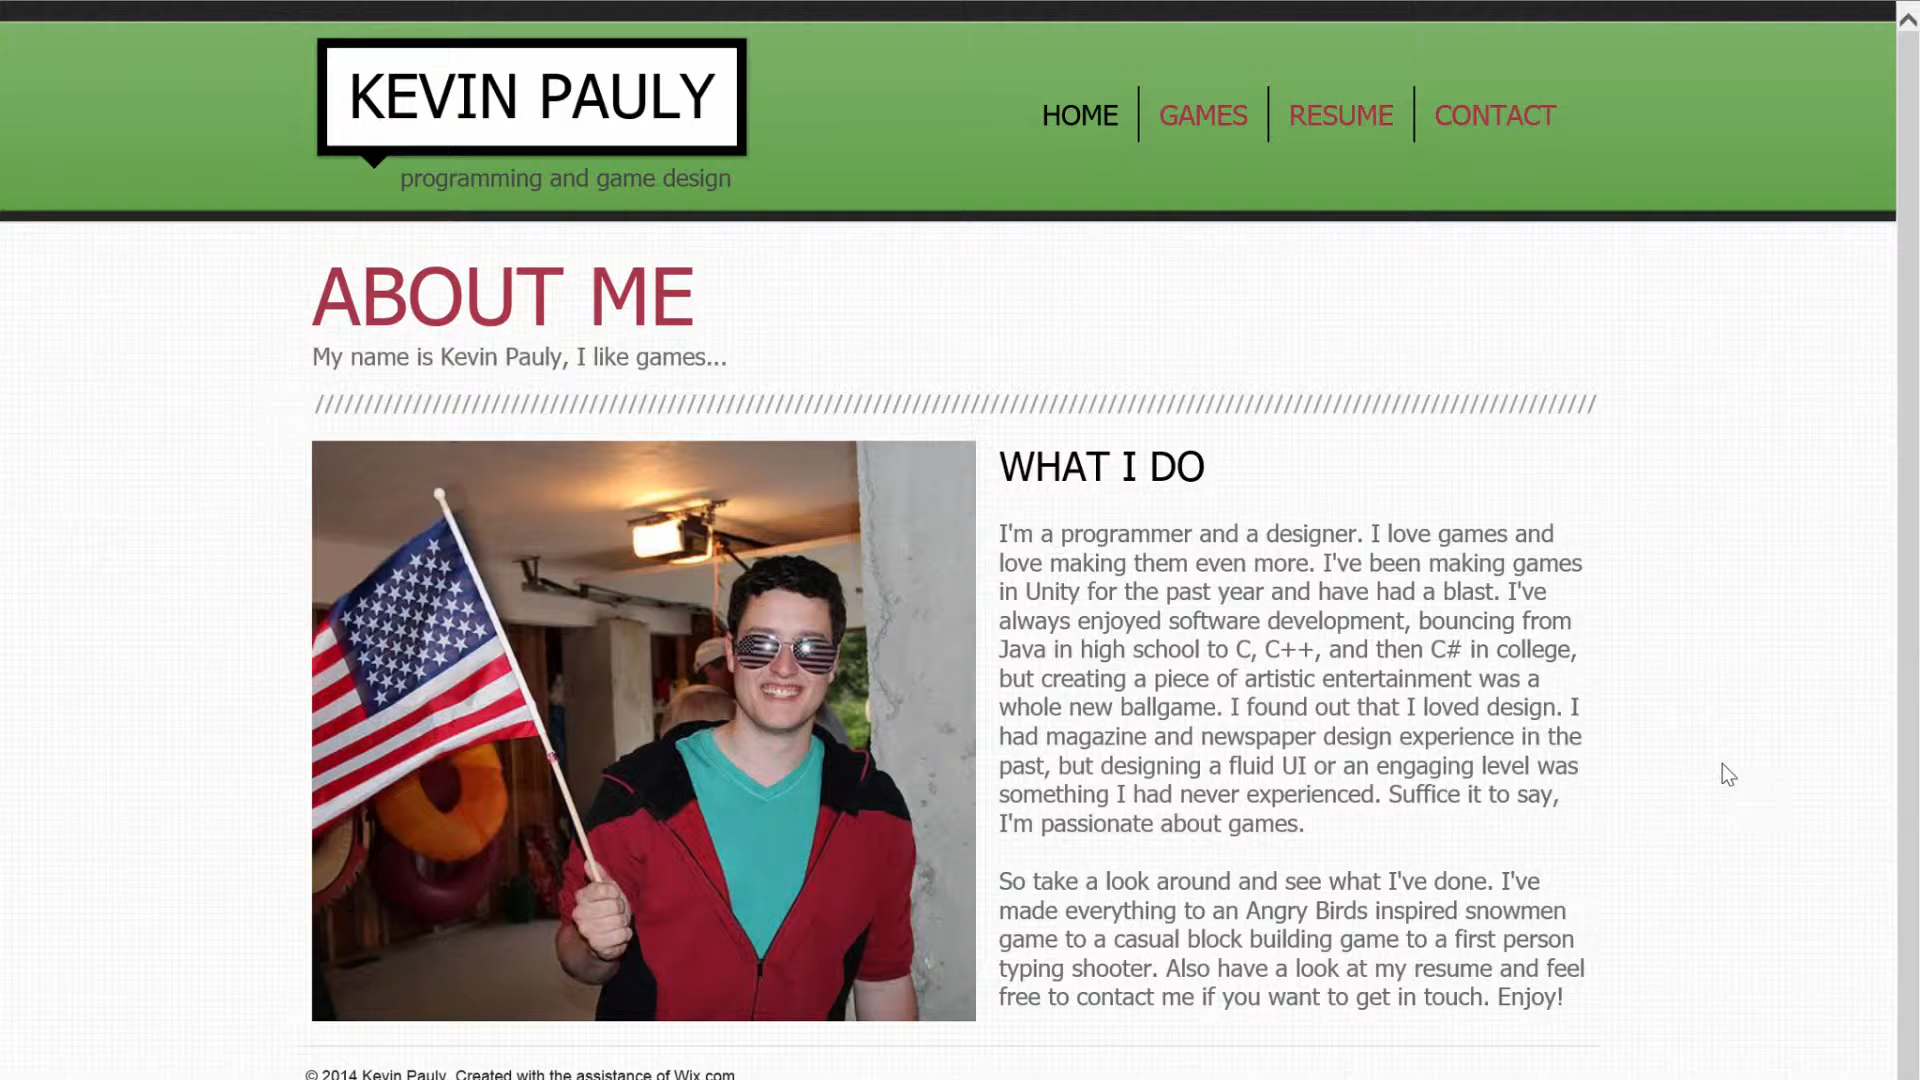 KEVIN PAULY
programming and game design
HOME
GAMES
RESUME
CONTACT
ABOUT ME
My name is Kevin Pauly, I like games...
WHAT I DO
I'm a programmer and a designer. I love games and
love making them even more. I've been making games
in Unity for the past year and have had a blast. I've
always enjoyed software development, bouncing from
Java in high school to C, C++, and then C# in college,
but creating a piece of artistic entertainment was a
whole new ballgame. I found out that I loved design. I
had magazine and newspaper design experience in the
past, but designing a fluid UI or an engaging level was
something I had never experienced. Suffice it to say,
I'm passionate about games.
So take a look around and see what I've done. I've
made everything to an Angry Birds inspired snowmen
game to a casual block building game to a first person
typing shooter. Also have a look at my resume and feel
free to contact me if you want to get in touch. Enjoy!
© 2014 Kevin Pauly. Created with the assistance of Wix.com